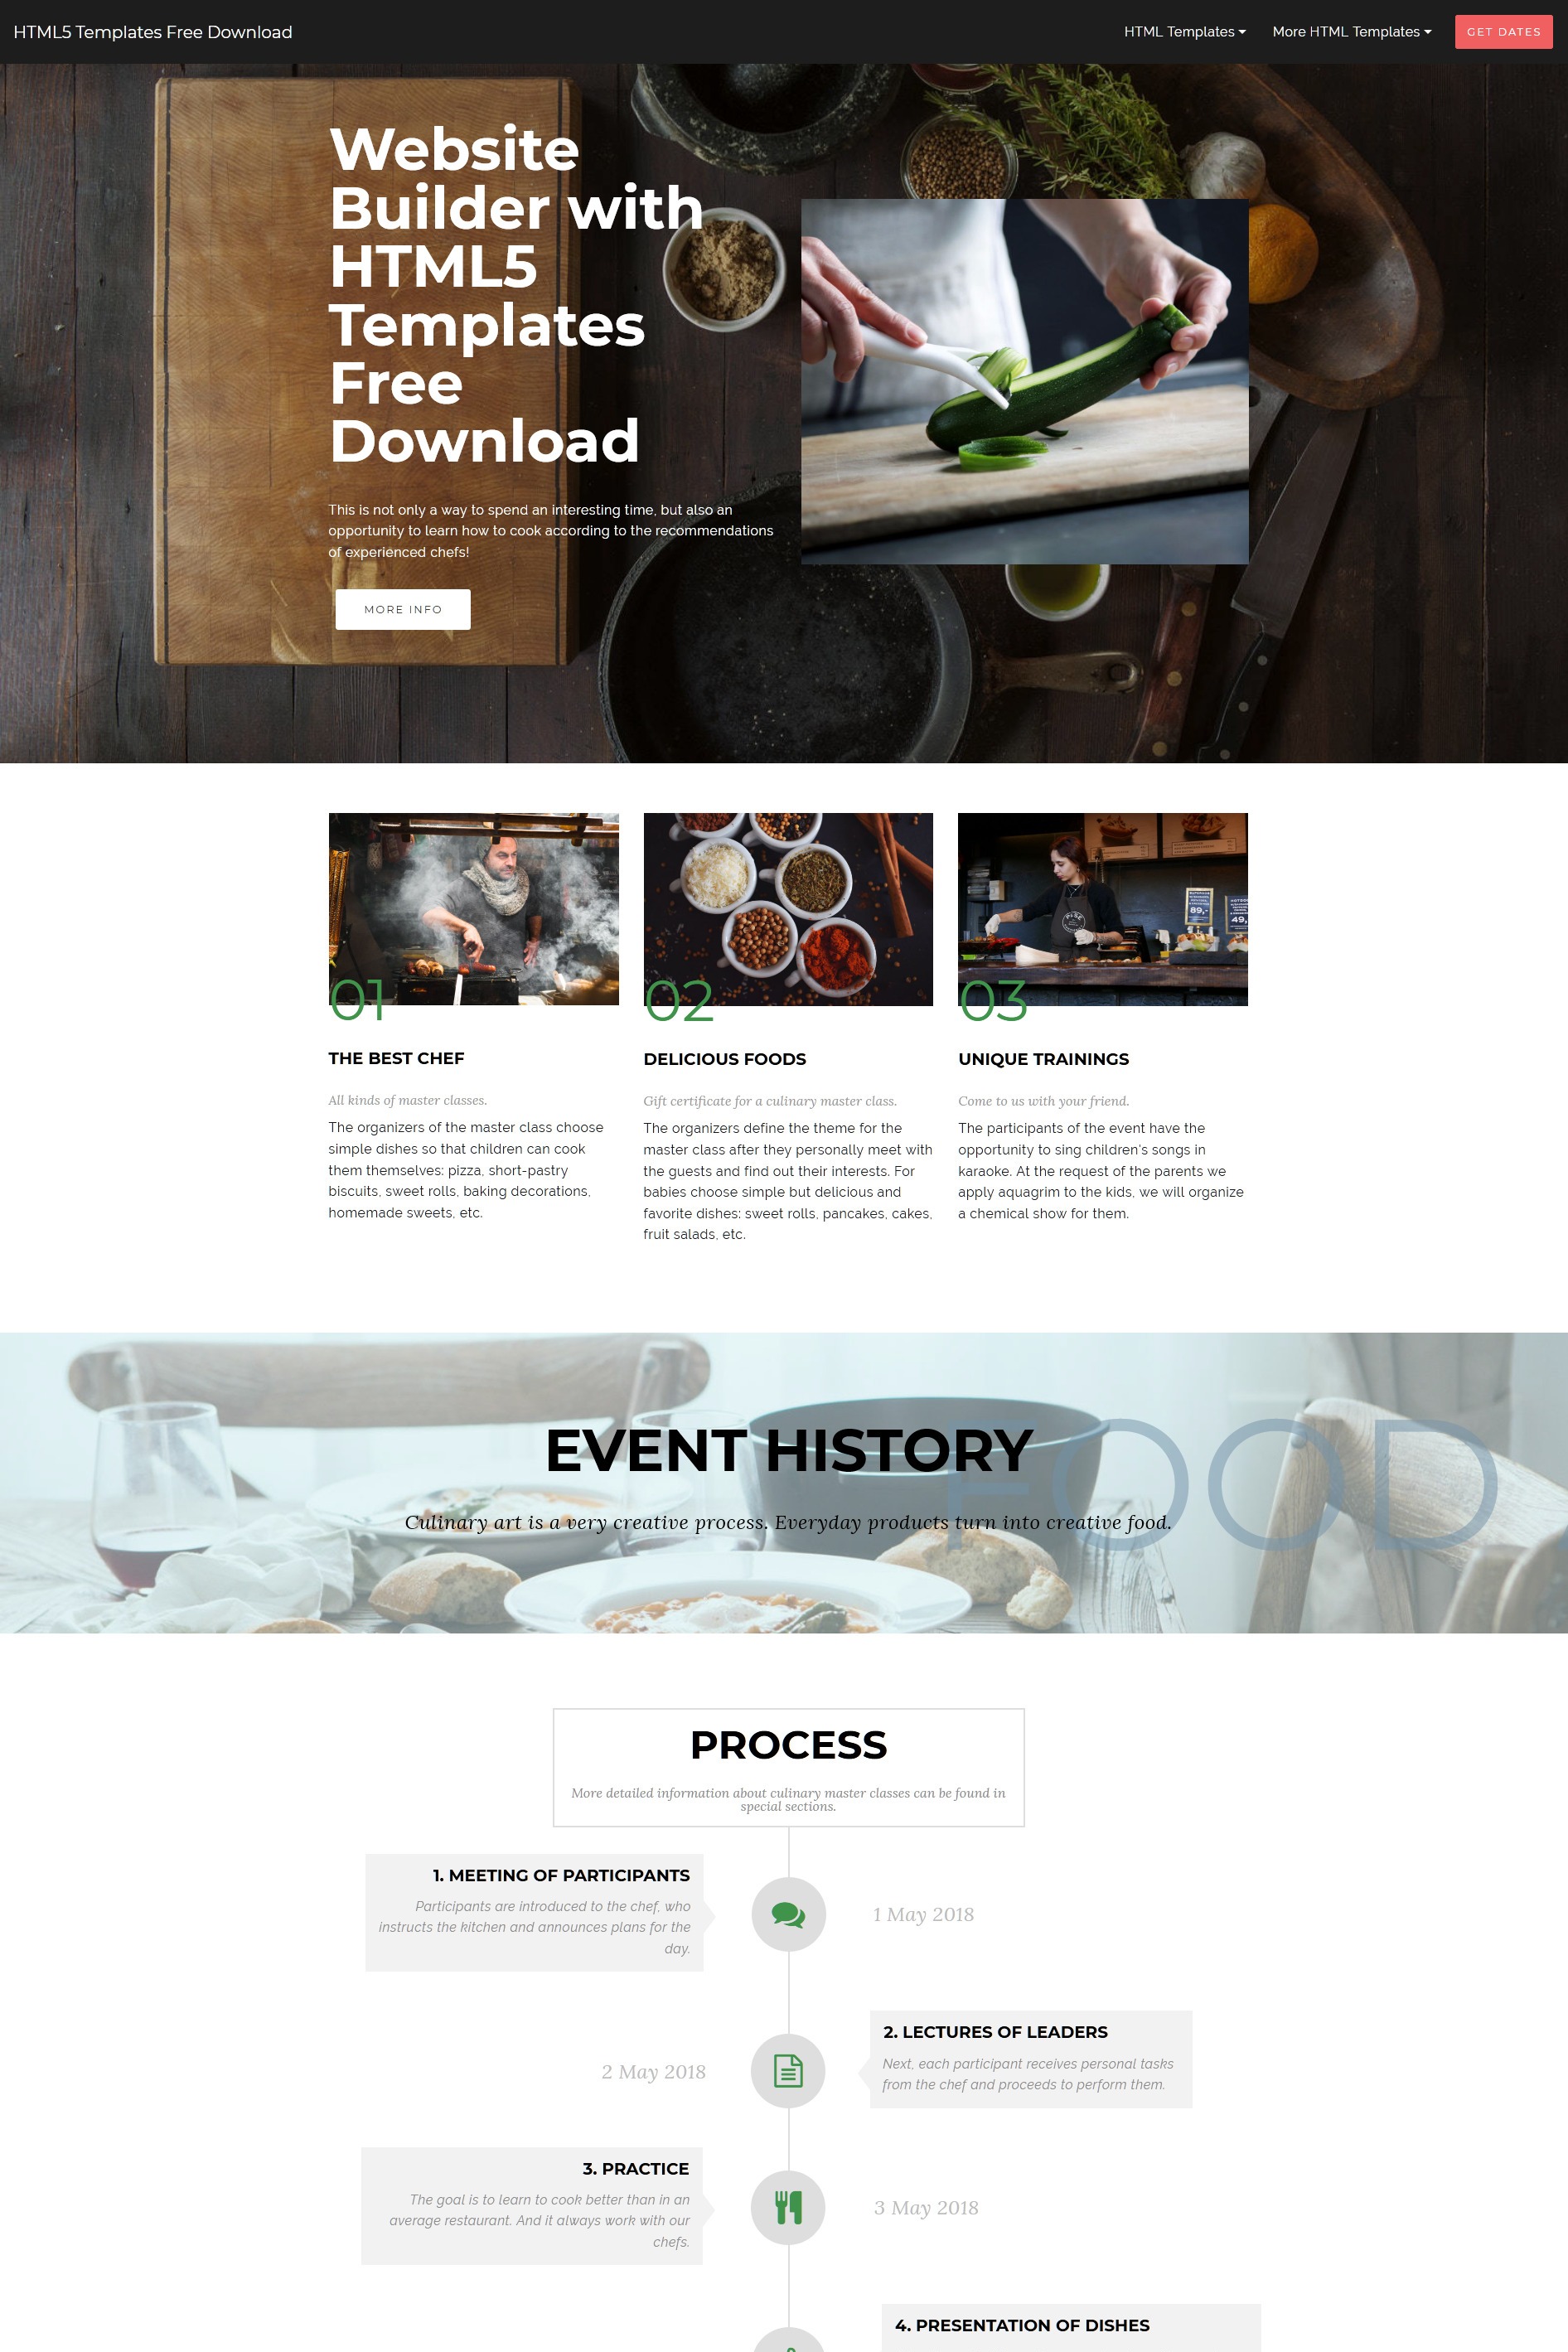 HTML5 Templates Free Download
HTML Templates
More HTML Templates
GET DATES
Website
Builder with
HTML5
Templates
Free
Download
This is not only a way to spend an interesting time, but also an
opportunity to learn how to cook according to the recommendations
of experienced chefs!
MORE INFO
89,-
49,
01
THE BEST CHEF
All kinds of master classes.
The organizers of the master class choose
simple dishes so that children can cook
them themselves: pizza, short-pastry
biscuits, sweet rolls, baking decorations,
homemade sweets, etc.
02
DELICIOUS FOODS
Gift certificate for a culinary master class.
The organizers define the theme for the
master class after they personally meet with
the guests and find out their interests. For
babies choose simple but delicious and
favorite dishes: sweet rolls, pancakes, cakes,
fruit salads, etc.
03
UNIQUE TRAININGS
Come to us with your friend.
The participants of the event have the
opportunity to sing children's songs in
karaoke. At the request of the parents we
apply aquagrim to the kids, we will organize
a chemical show for them.
FOOD
EVENT HISTORY
Culinary art is a very creative process. Everyday products turn into creative food.
PROCESS
More detailed information about culinary master classes can be found in
special sections.
1. MEETING OF PARTICIPANTS
Participants are introduced to the chef, who
instructs the kitchen and announces plans for the
day.
1 May 2018
2 May 2018
2. LECTURES OF LEADERS
Next, each participant receives personal tasks
from the chef and proceeds to perform them.
3. PRACTICE
The goal is to learn to cook better than in an
average restaurant. And it always work with our
chefs.
3 May 2018
4. PRESENTATION OF DISHES